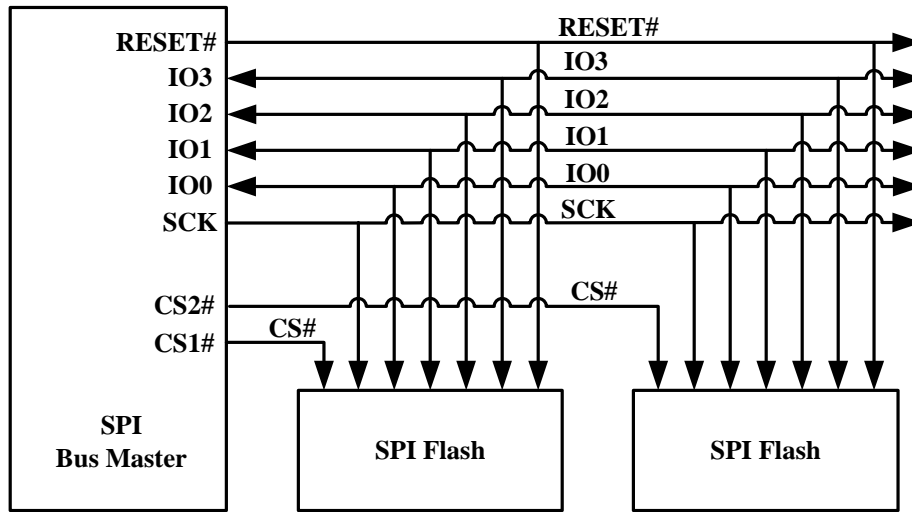 RESET#
RESET#
IO3
IO3
IO2
IO2
IO1
IO1
IO0
IO0
SCK
SCK
CS2#
CS#
CS1#
CS#
SPI
Bus Master
SPI Flash
SPI Flash